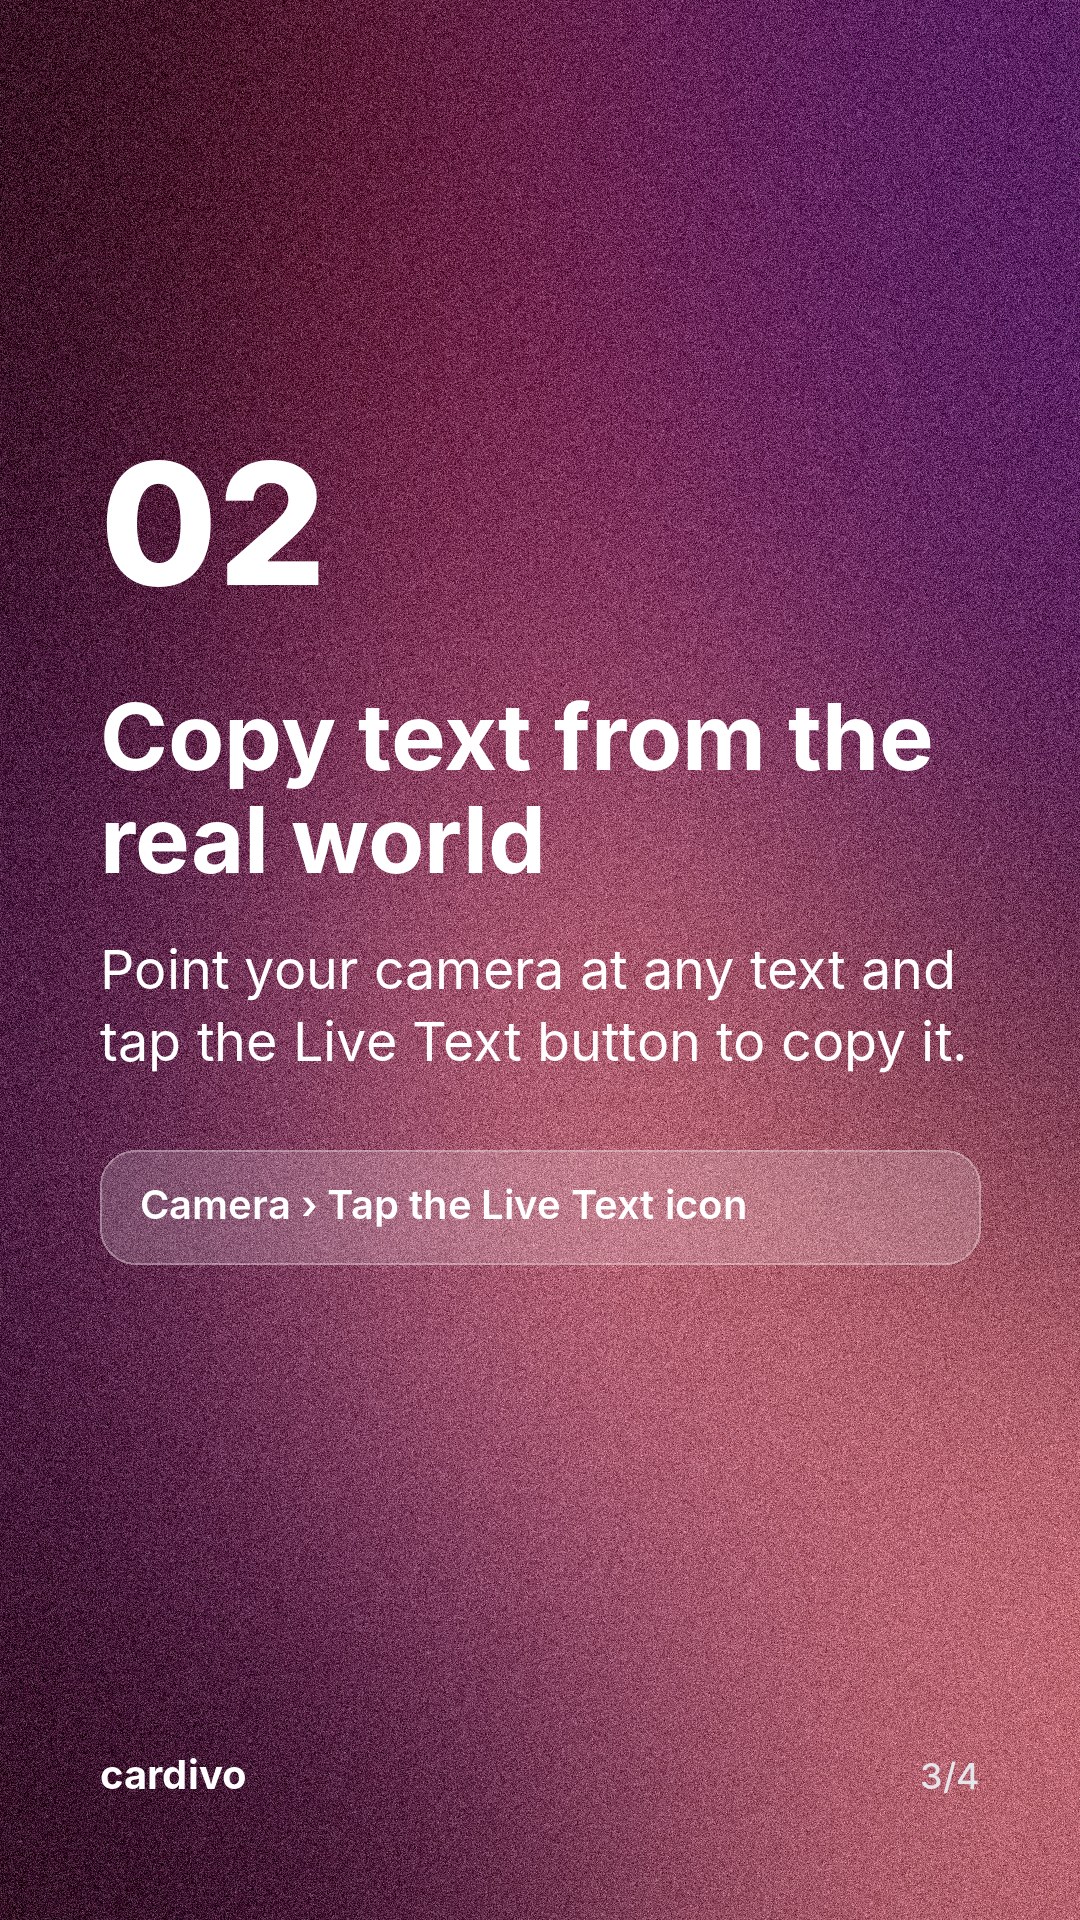 02
Copy text from the
real world
Point your camera at any text and
tap the Live Text button to copy it.
Camera › Tap the Live Text icon
cardivo
3/4